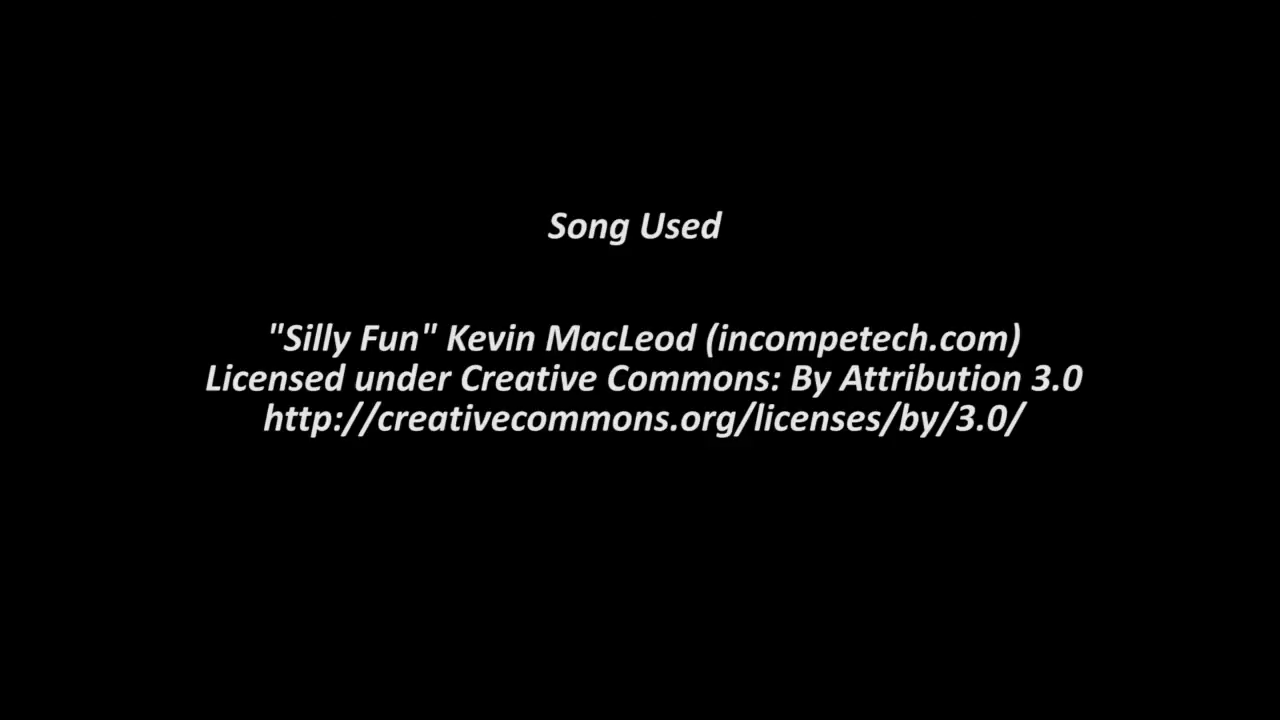 Song Used
"Silly Fun" Kevin MacLeod (incompetech.com)
Licensed under Creative Commons: By Attribution 3.0
http://creativecommons.org/licenses/by/3.0/